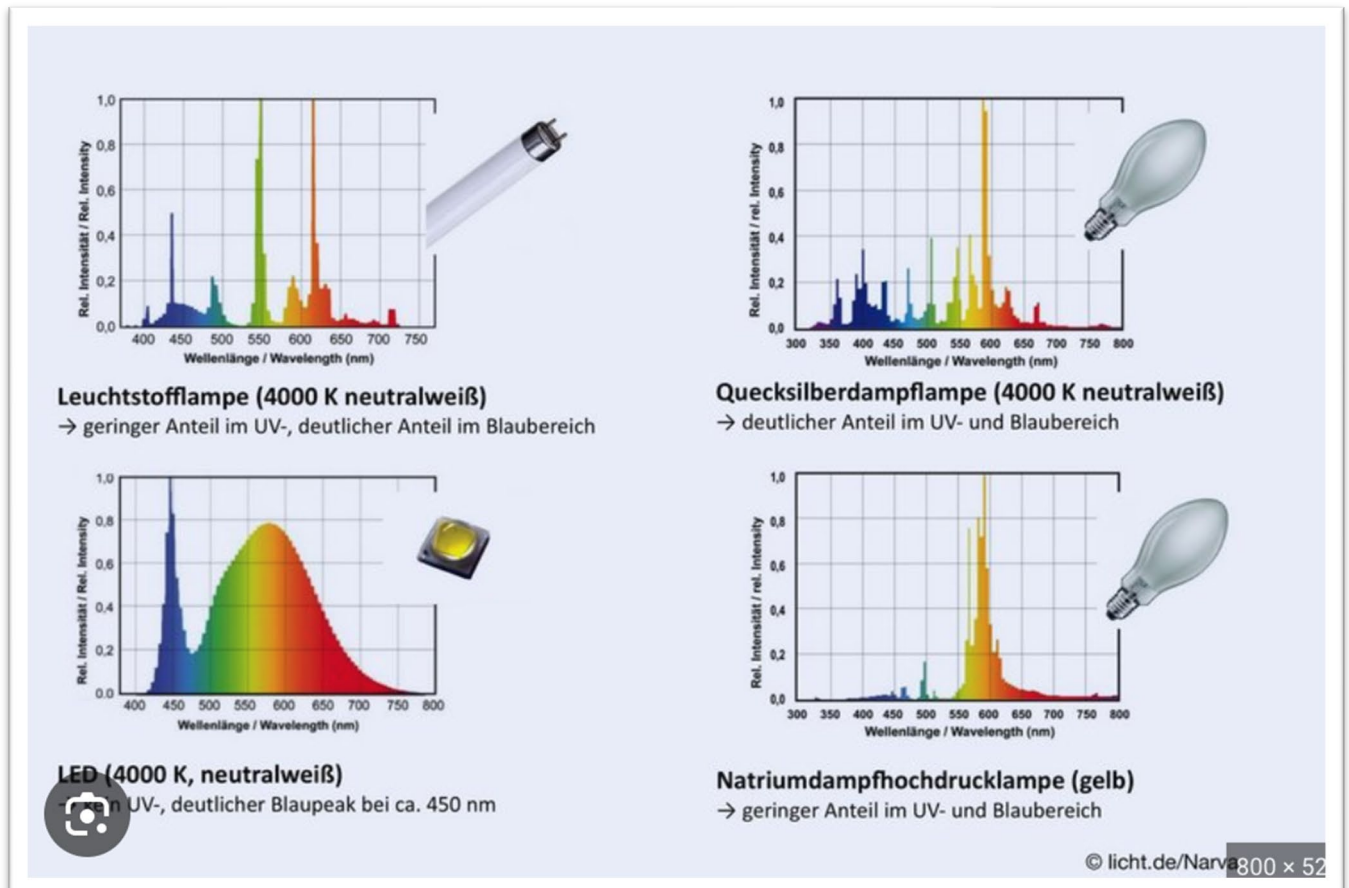 1,0
0,8
0,6
0,4
0,2
0,0
Rel. Intensität / Rel. Intensity
400 450 500 550 600 650 700 750
Wellenlänge / Wavelength (nm)
Leuchtstofflampe (4000 K neutralweiß)
→ geringer Anteil im UV-, deutlicher Anteil im Blaubereich
1,0
0,8
0,6
0,4
0,2
0,0
Rel. Intensität / rel. Intensity
300 350 400 450 500 550 600 650 700 750 800
Wellenlänge / Wavelength (nm)
Quecksilberdampflampe (4000 K neutralweiß)
→ deutlicher Anteil im UV- und Blaubereich
1,0
0,8
0,6
0,4
0,2
0.0
Rel. Intensität / Rel. Intensity
400 450 500 550 600 650 700 750 800
Wellenlänge / Wavelength (nm)
LED (4000 K, neutralweiß)
→ kein UV-, deutlicher Blaupeak bei ca. 450 nm
1,0
0,8
0,6
0,4
0,2
0,0
Rel. Intensität / rel. Intensity
300 350 400 450 500 550 600 650 700 750 800
Wellenlänge / Wavelength (nm)
Natriumdampfhochdrucklampe (gelb)
→ geringer Anteil im UV- und Blaubereich
© licht.de/Narva
800 × 52